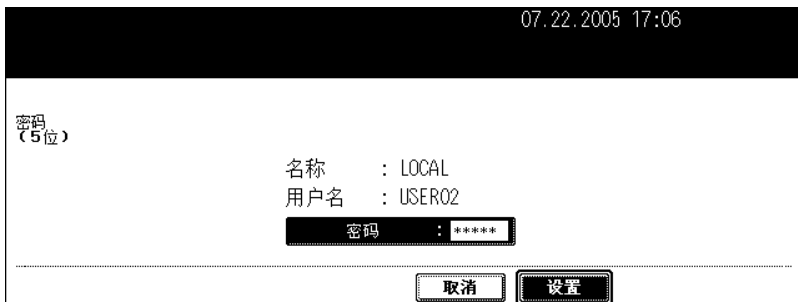 07.22.2005 17:06
密码
(5位)
名称 : LOCAL
用户名 : USER02
密码 : *****
取消 设置